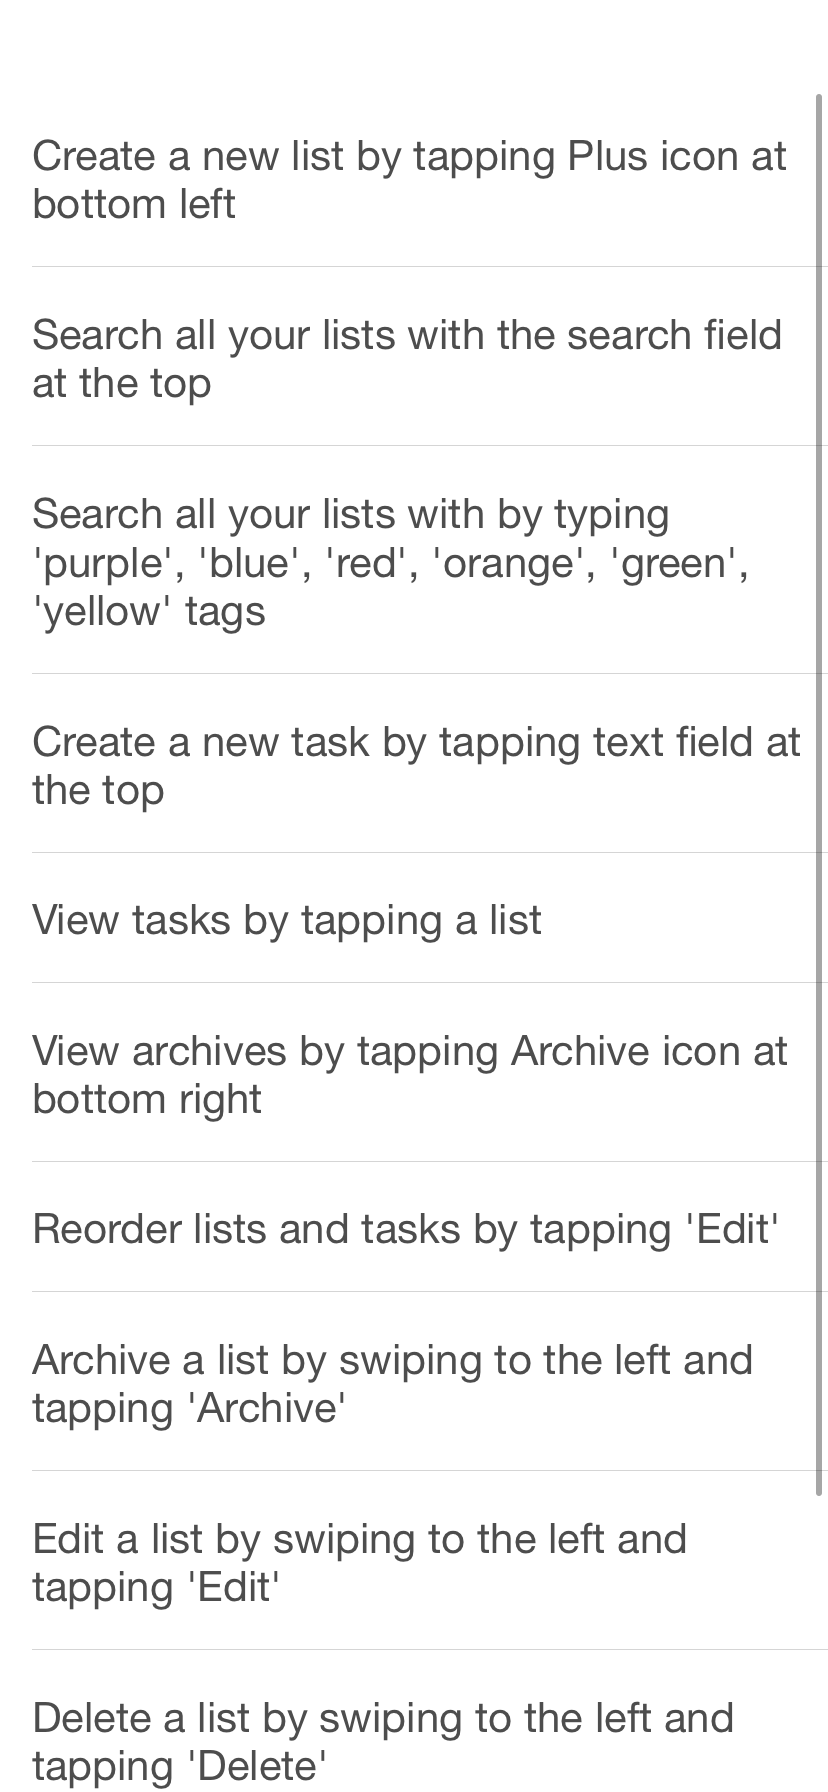 Create a new list by tapping Plus icon at
bottom left
Search all your lists with the search field
at the top
Search all your lists with by typing
'purple', 'blue', 'red', 'orange', 'green',
'yellow' tags
Create a new task by tapping text field at
the top
View tasks by tapping a list
View archives by tapping Archive icon at
bottom right
Reorder lists and tasks by tapping 'Edit'
Archive a list by swiping to the left and
tapping 'Archive'
Edit a list by swiping to the left and
tapping 'Edit'
Delete a list by swiping to the left and
tapping 'Delete'